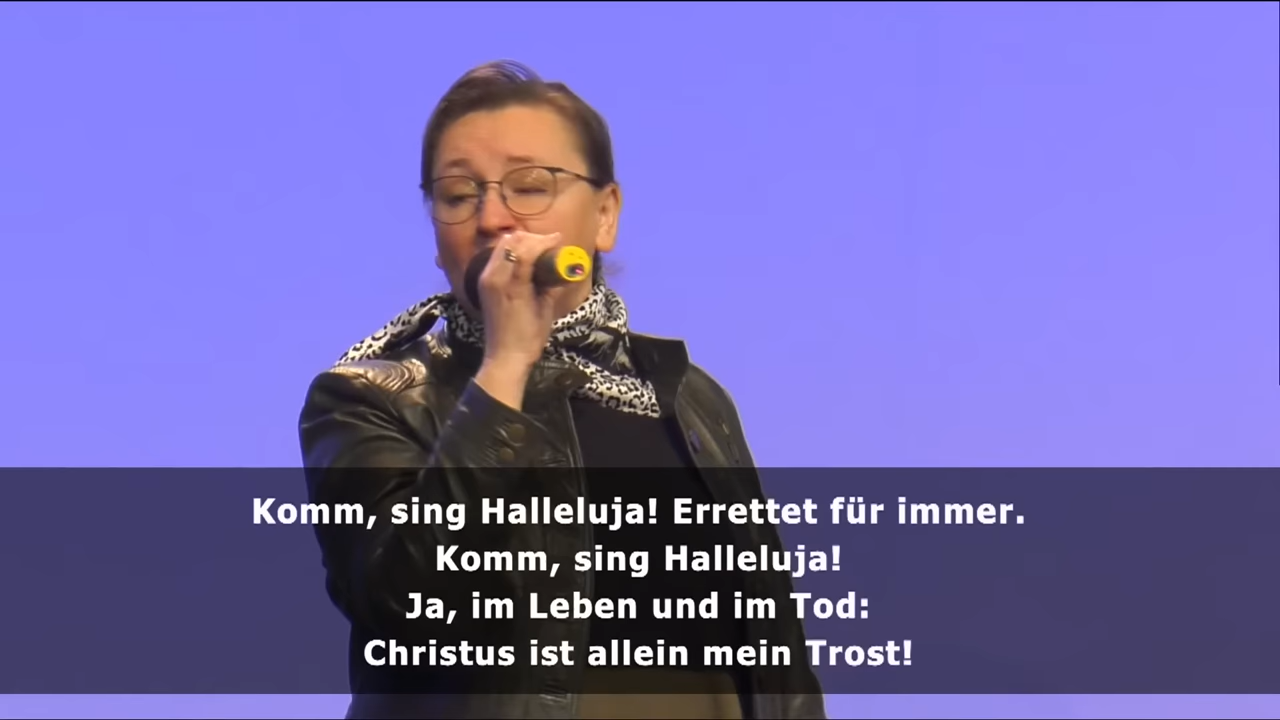 Komm, sing Halleluja! Errettet für immer.
Komm, sing Halleluja!
Ja, im Leben und im Tod:
Christus ist allein mein Trost!